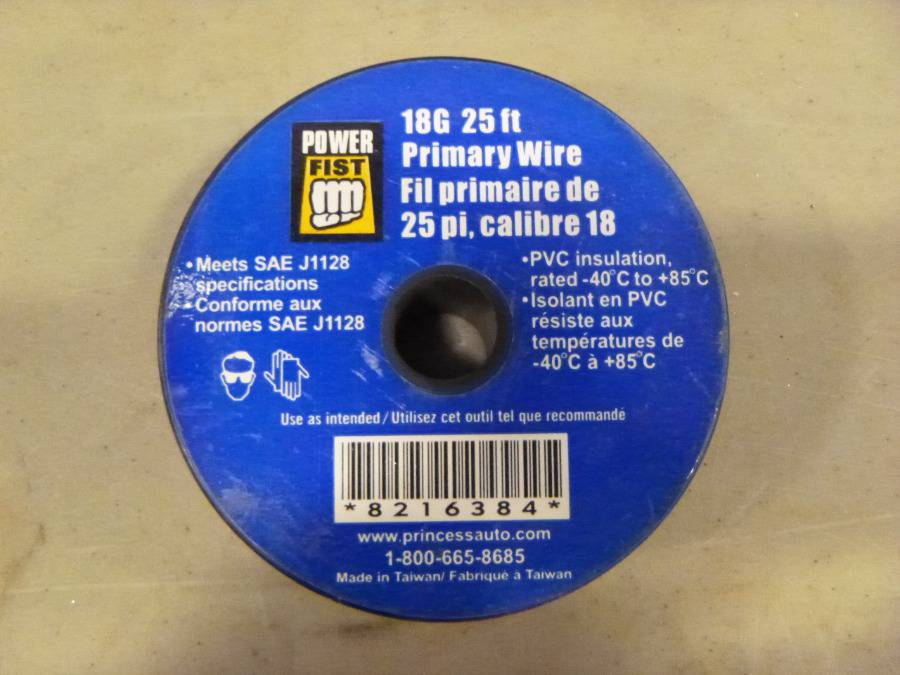 POWER
FIST
18G 25 ft
Primary Wire
Fil primaire de
25 pi, calibre 18
•Meets SAE J1128
specifications
•Conforme aux
normes SAE J1128
•PVC insulation,
rated -40°C to +85°C
•Isolant en PVC
résiste aux
températures de
-40°C à +85°C
Use as intended/Utilisez cet outil tel que recommandé
*8216384*
www.princessauto.com
1-800-665-8685
Made in Taiwan/ Fabriqué à Taiwan